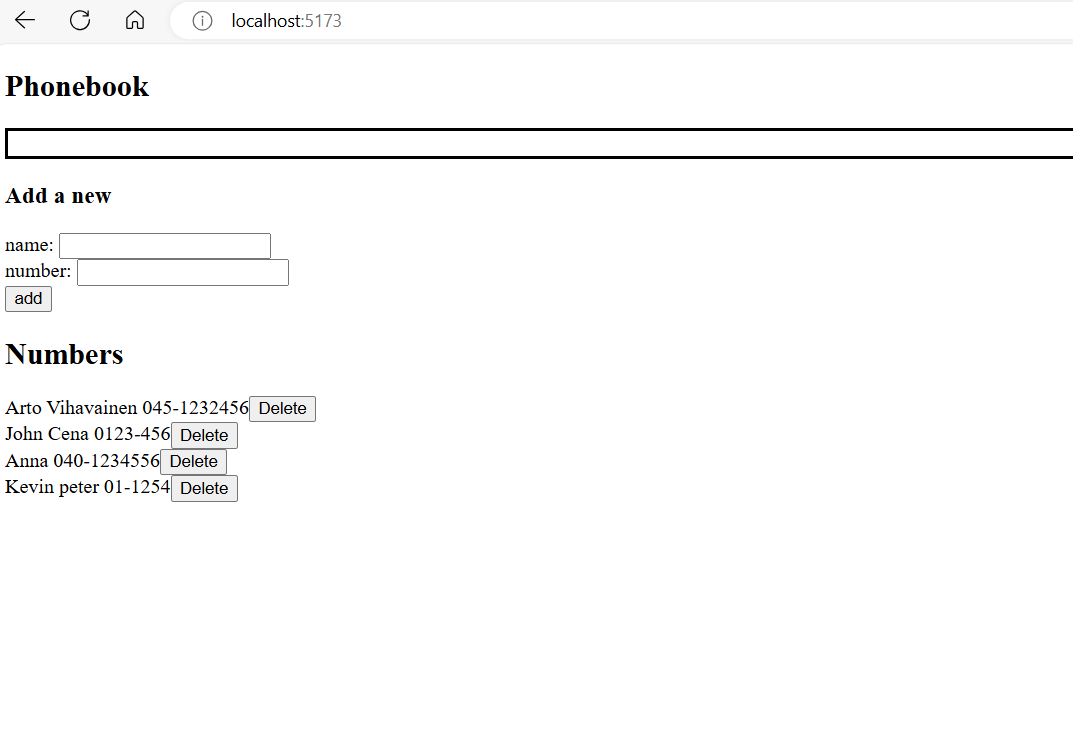 localhost:5173
Phonebook
Add a new
name:
number:
add
Numbers
Arto Vihavainen 045-1232456 Delete
John Cena 0123-456 Delete
Anna 040-1234556 Delete
Kevin peter 01-1254 Delete